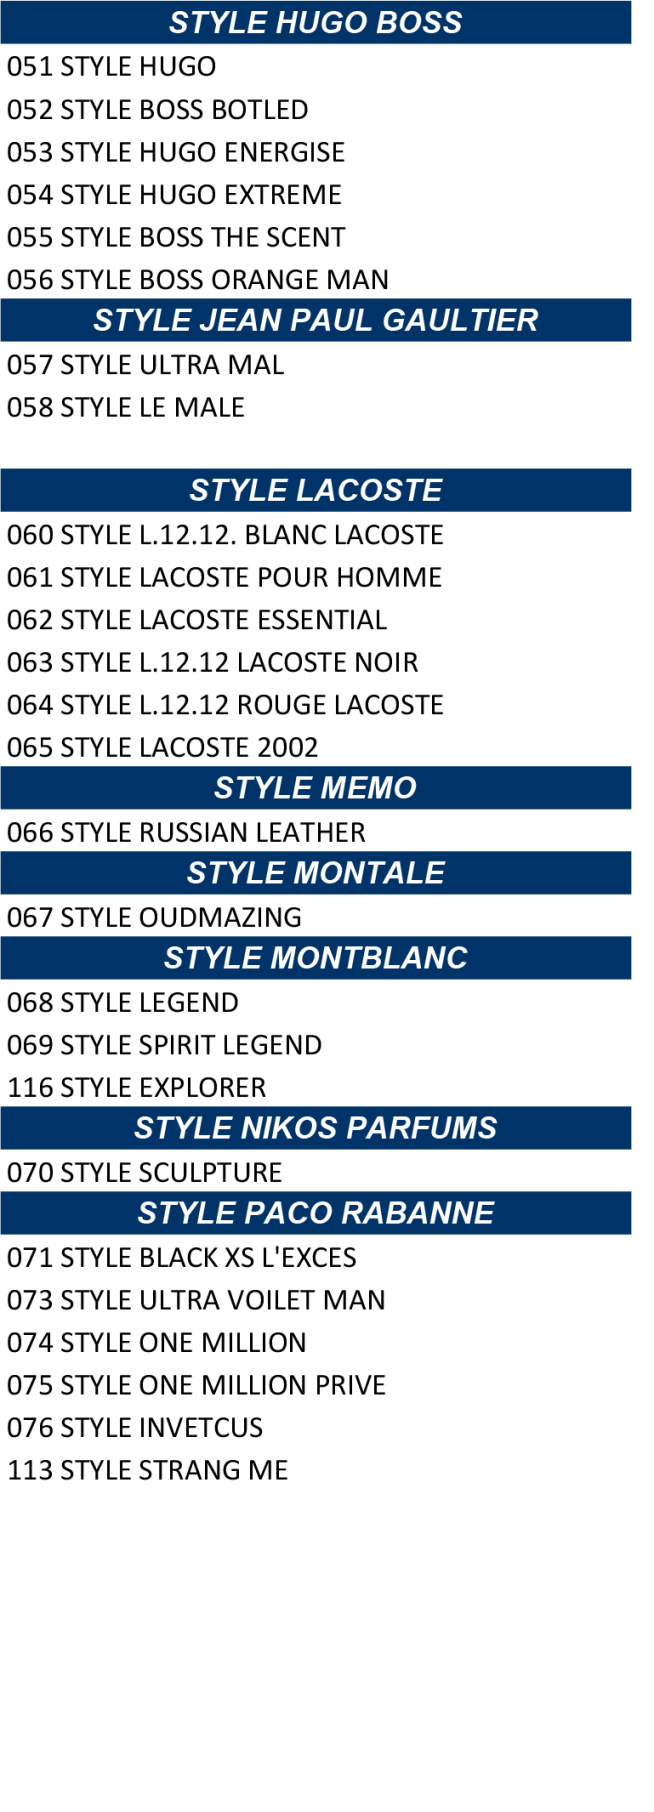 STYLE HUGO BOSS
051 STYLE HUGO
052 STYLE BOSS BOTLED
053 STYLE HUGO ENERGISE
054 STYLE HUGO EXTREME
055 STYLE BOSS THE SCENT
056 STYLE BOSS ORANGE MAN
STYLE JEAN PAUL GAULTIER
057 STYLE ULTRA MAL
058 STYLE LE MALE
STYLE LACOSTE
060 STYLE L.12.12. BLANC LACOSTE
061 STYLE LACOSTE POUR HOMME
062 STYLE LACOSTE ESSENTIAL
063 STYLE L.12.12 LACOSTE NOIR
064 STYLE L.12.12 ROUGE LACOSTE
065 STYLE LACOSTE 2002
STYLE MEMO
066 STYLE RUSSIAN LEATHER
STYLE MONTALE
067 STYLE OUDMAZING
STYLE MONTBLANC
068 STYLE LEGEND
069 STYLE SPIRIT LEGEND
116 STYLE EXPLORER
STYLE NIKOS PARFUMS
070 STYLE SCULPTURE
STYLE PACO RABANNE
071 STYLE BLACK XS L'EXCES
073 STYLE ULTRA VOILET MAN
074 STYLE ONE MILLION
075 STYLE ONE MILLION PRIVE
076 STYLE INVETCUS
113 STYLE STRANG ME